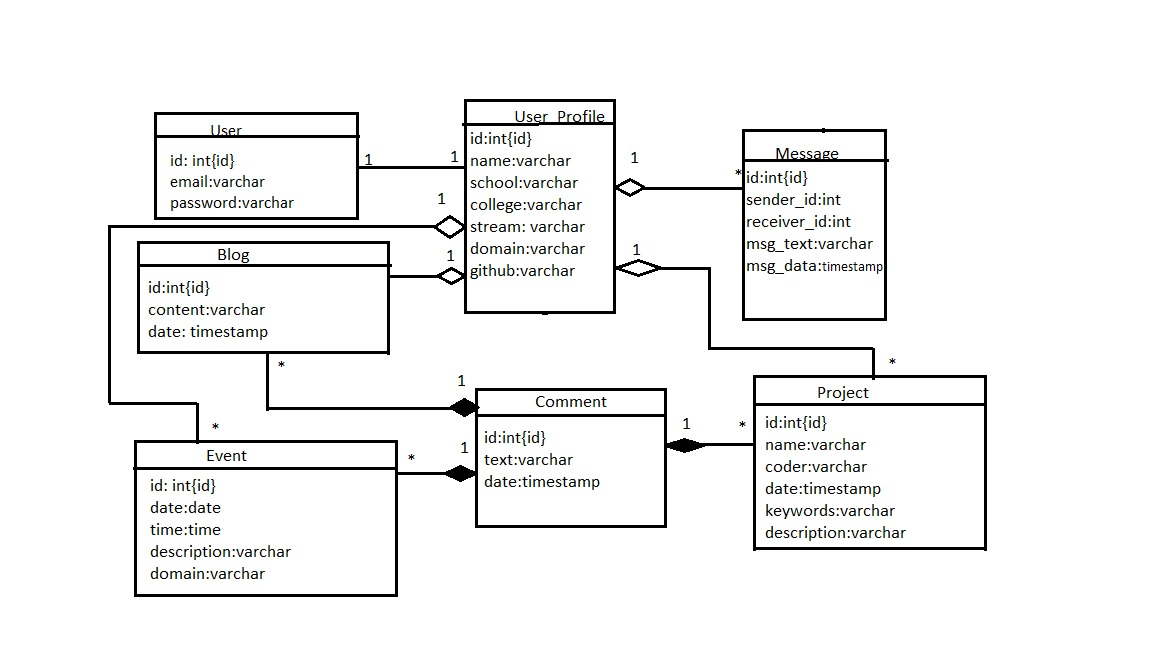 User
id: int{id}
email:varchar
password:varchar
1
1
User_Profile
id:int{id}
name:varchar
school:varchar
college:varchar
stream: varchar
domain:varchar
github:varchar
1
*
Message
id:int{id}
sender_id:int
receiver_id:int
msg_text:varchar
msg_data:timestamp
1
1
1
Blog
id:int{id}
content:varchar
date: timestamp
*
1
*
Comment
id:int{id}
text:varchar
date:timestamp
1
*
Project
id:int{id}
name:varchar
coder:varchar
date:timestamp
keywords:varchar
description:varchar
*
Event
id: int{id}
date:date
time:time
description:varchar
domain:varchar
*
1